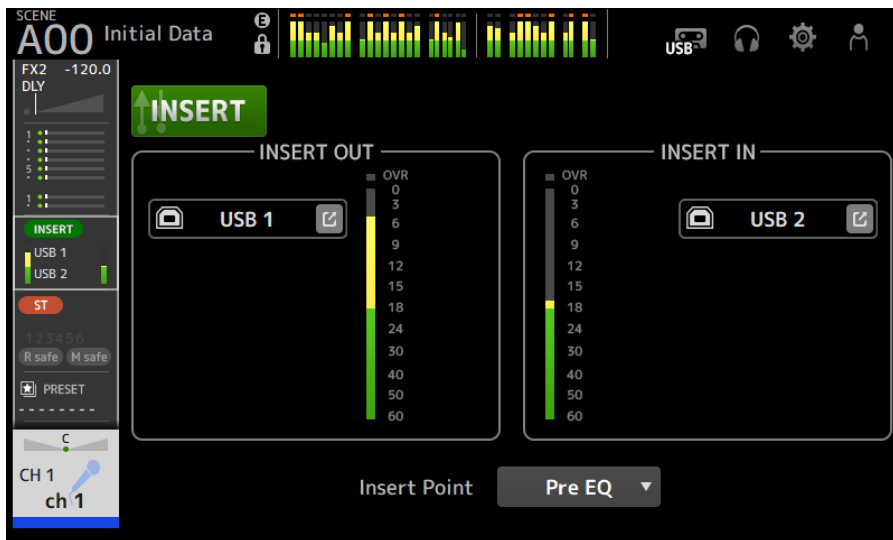 SCENE
A00 Initial Data
E
USB
FX2 -120.0
DLY
1
5
1
INSERT
USB 1
USB 2
ST
123456
R safe M safe
PRESET
--------
C
CH 1
ch 1
INSERT
INSERT OUT
USB 1
OVR
0
3
6
9
12
15
18
24
30
40
50
60
INSERT IN
OVR
0
3
6
9
12
15
18
24
30
40
50
60
USB 2
Insert Point Pre EQ